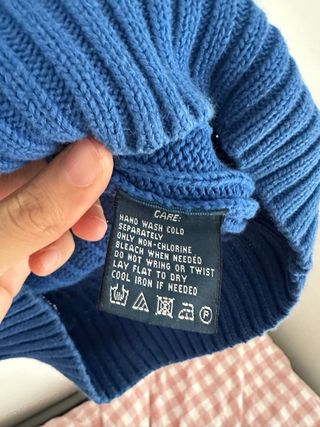 CARE:
HAND WASH COLD
SEPARATELY
ONLY NON-CHLORINE
BLEACH WHEN NEEDED
DO NOT WRING OR TWIST
LAY FLAT TO DRY
COOL IRON IF NEEDED
P